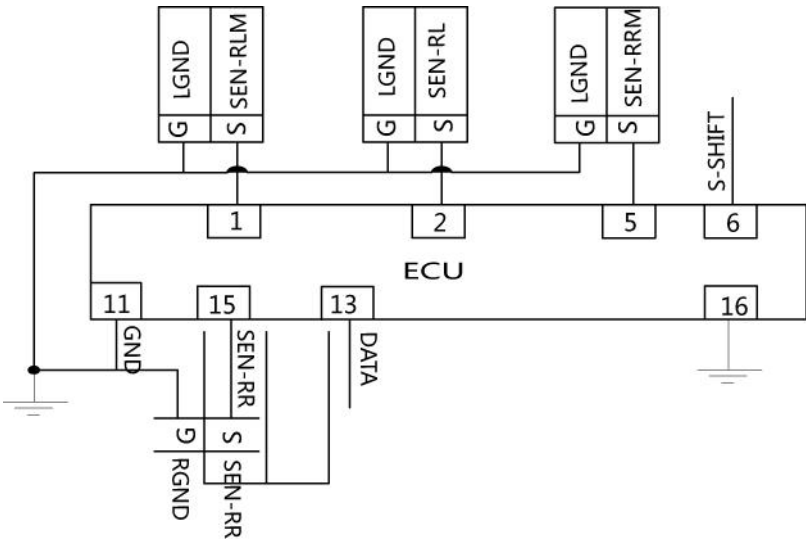 LGND
SEN-RLM
G
S
LGND
SEN-RL
G
S
LGND
SEN-RRM
G
S
S-SHIFT
1
2
5
6
ECU
11
15
13
16
GND
SEN-RR
DATA
G
S
RGND
SEN-RR